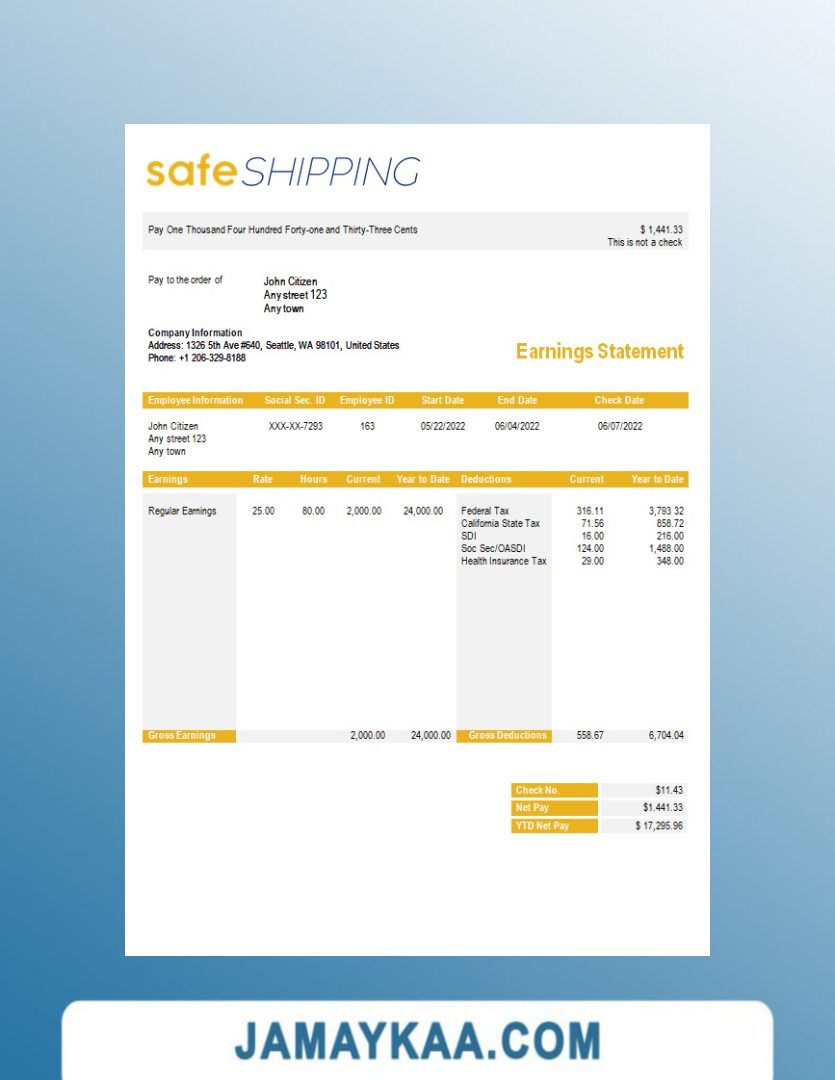 safe SHIPPING
Pay One Thousand Four Hundred Forty-one and Thirty-Three Cents $ 1,441.33
This is not a check
Pay to the order of John Citizen
Any street 123
Any town
Company Information
Address: 1326 5th Ave #640, Seattle, WA 98101, United States
Phone: +1 206-329-8188
Earnings Statement
Employee Information Social Sec. ID Employee ID Start Date End Date Check Date
John Citizen XXX-XX-7293 163 05/22/2022 06/04/2022 06/07/2022
Any street 123
Any town
Earnings Rate Hours Current Year to Date Deductions Current Year to Date
Regular Earnings 25.00 80.00 2,000.00 24,000.00 Federal Tax 316.11 3,793 32
California State Tax 71.56 858.72
SDI 16.00 216.00
Soc Sec/OASDI 124.00 1,488.00
Health Insurance Tax 29.00 348.00
Gross Earnings 2,000.00 24,000.00 Gross Deductions 558.67 6,704.04
Check No. $11.43
Net Pay $1.441.33
YTD Net Pay $ 17,295.96
JAMAYKAA.COM